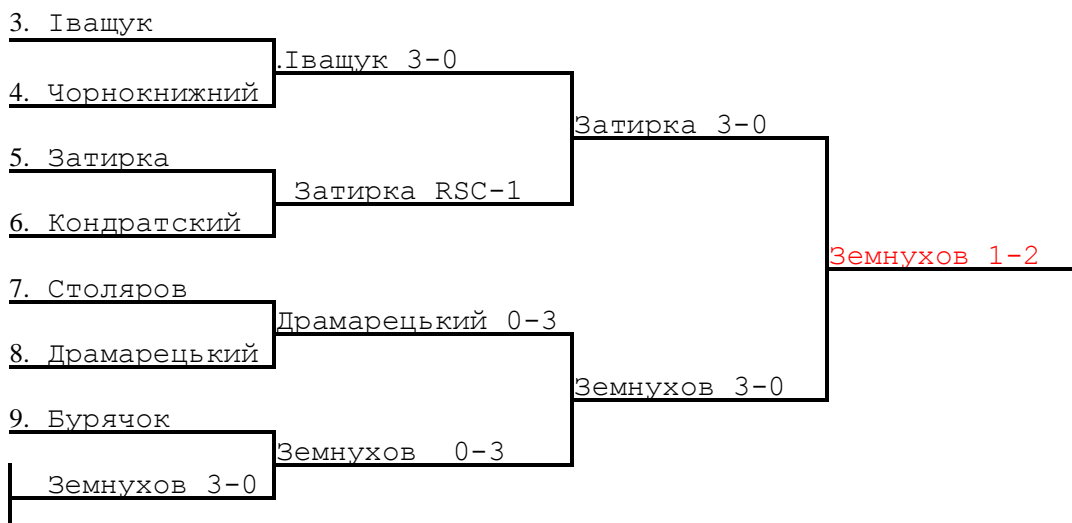 3. Іващук
.Іващук 3-0
4. Чорнокнижний
Затирка 3-0
5. Затирка
Затирка RSC-1
6. Кондратский
Земнухов 1-2
7. Столяров
Драмарецький 0-3
8. Драмарецький
Земнухов 3-0
9. Бурячок
Земнухов 0-3
Земнухов 3-0